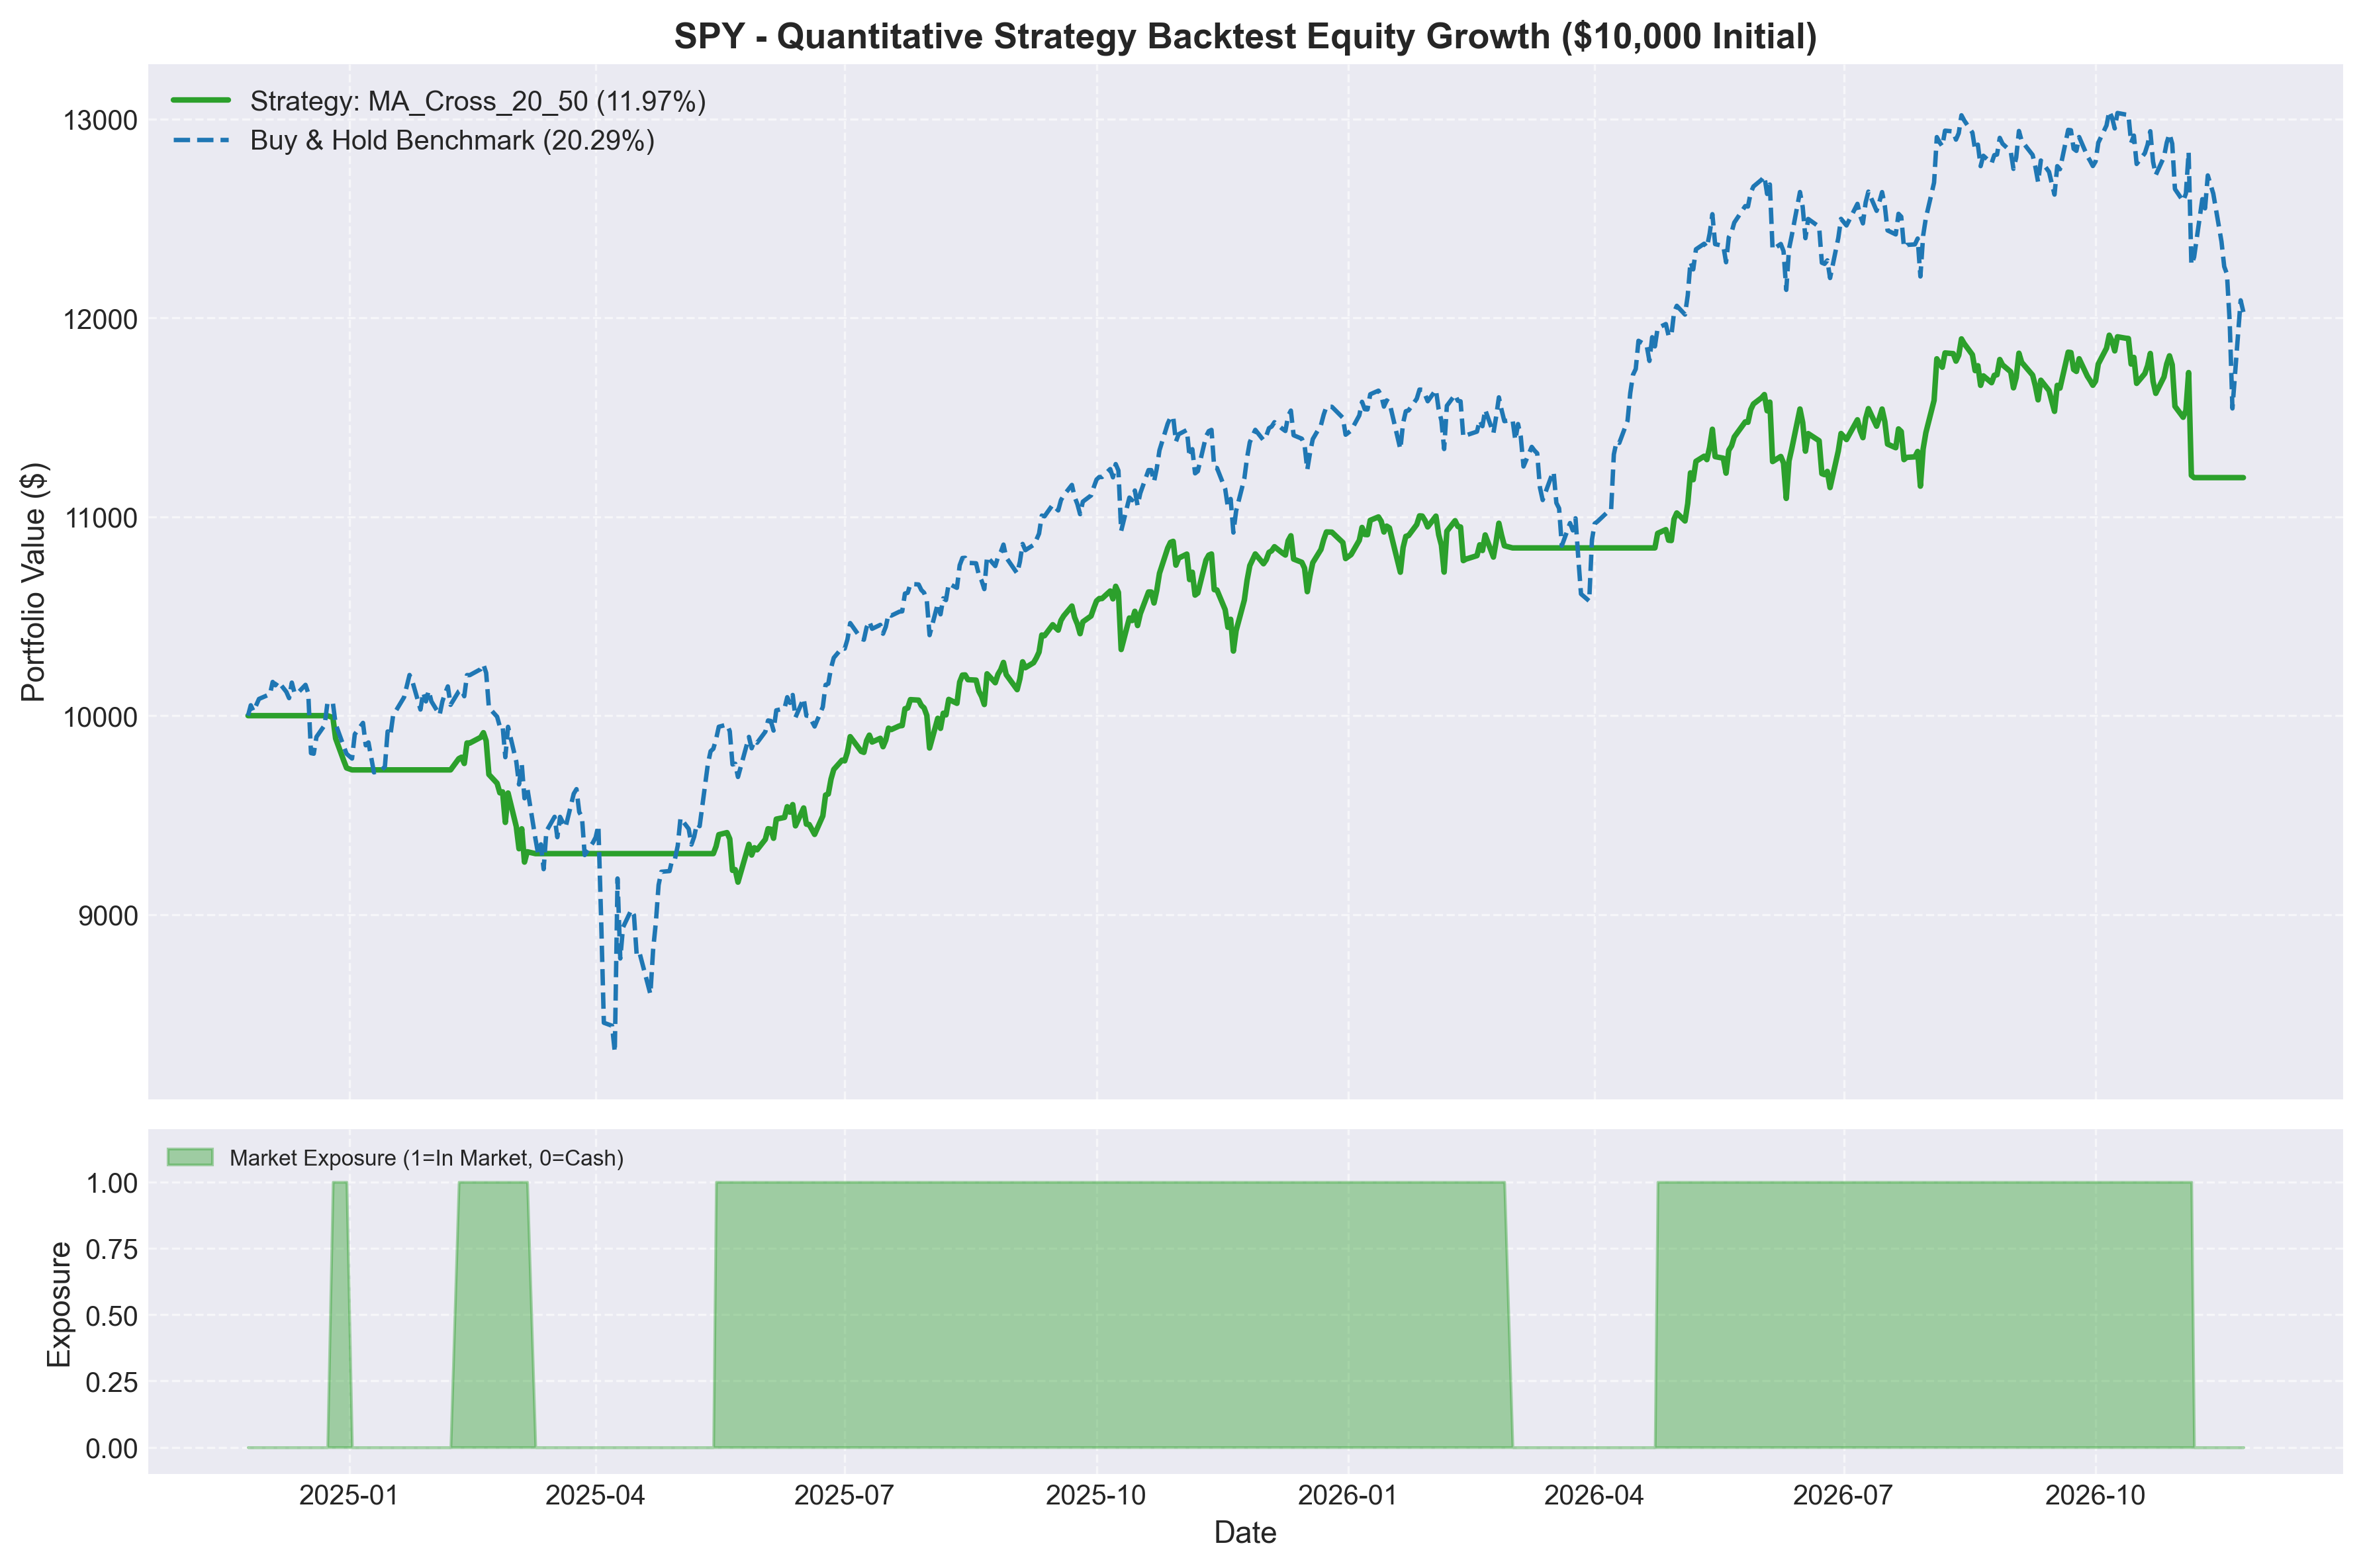 SPY - Quantitative Strategy Backtest Equity Growth ($10,000 Initial)
Strategy: MA_Cross_20_50 (11.97%)
Buy & Hold Benchmark (20.29%)
Portfolio Value ($)
13000
12000
11000
10000
9000
Market Exposure (1=In Market, 0=Cash)
Exposure
1.00
0.75
0.50
0.25
0.00
2025-01 2025-04 2025-07 2025-10 2026-01 2026-04 2026-07 2026-10
Date